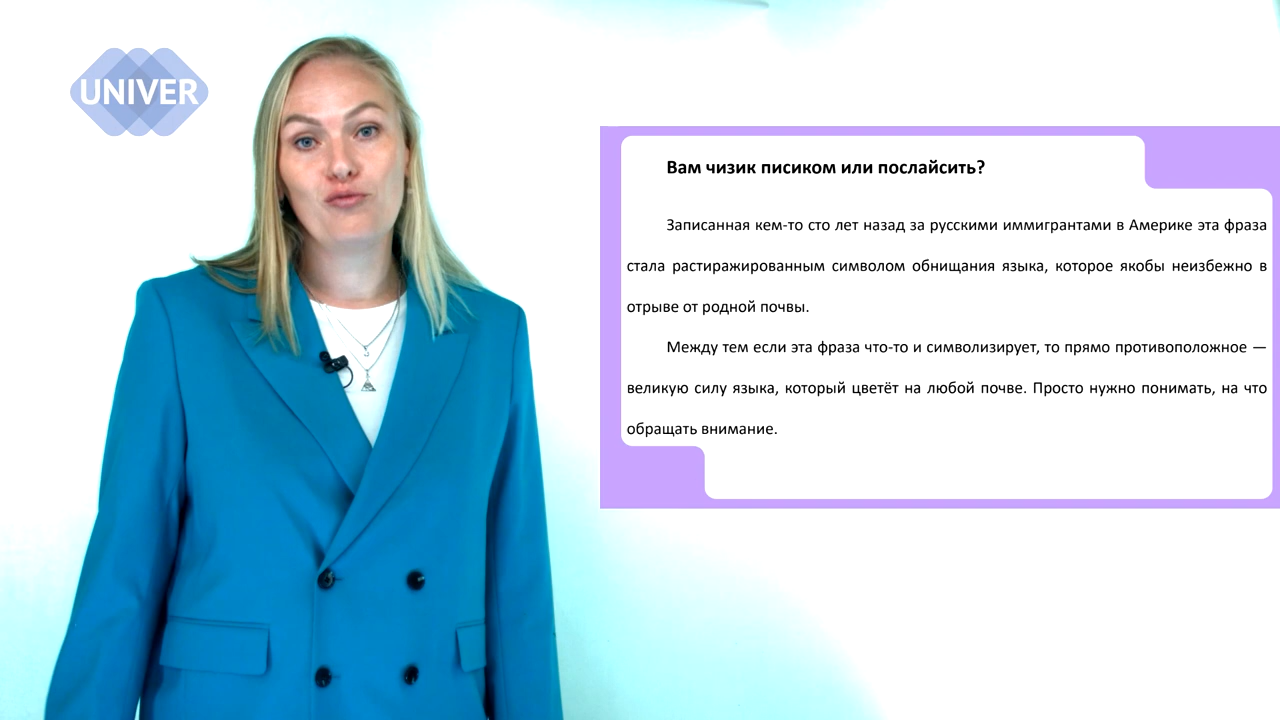 UNIVER
Вам чизик писиком или послайсить?
Записанная кем-то сто лет назад за русскими иммигрантами в Америке эта фраза
стала растиражированным символом обнищания языка, которое якобы неизбежно в
отрыве от родной почвы.
Между тем если эта фраза что-то и символизирует, то прямо противоположное —
великую силу языка, который цветёт на любой почве. Просто нужно понимать, на что
обращать внимание.